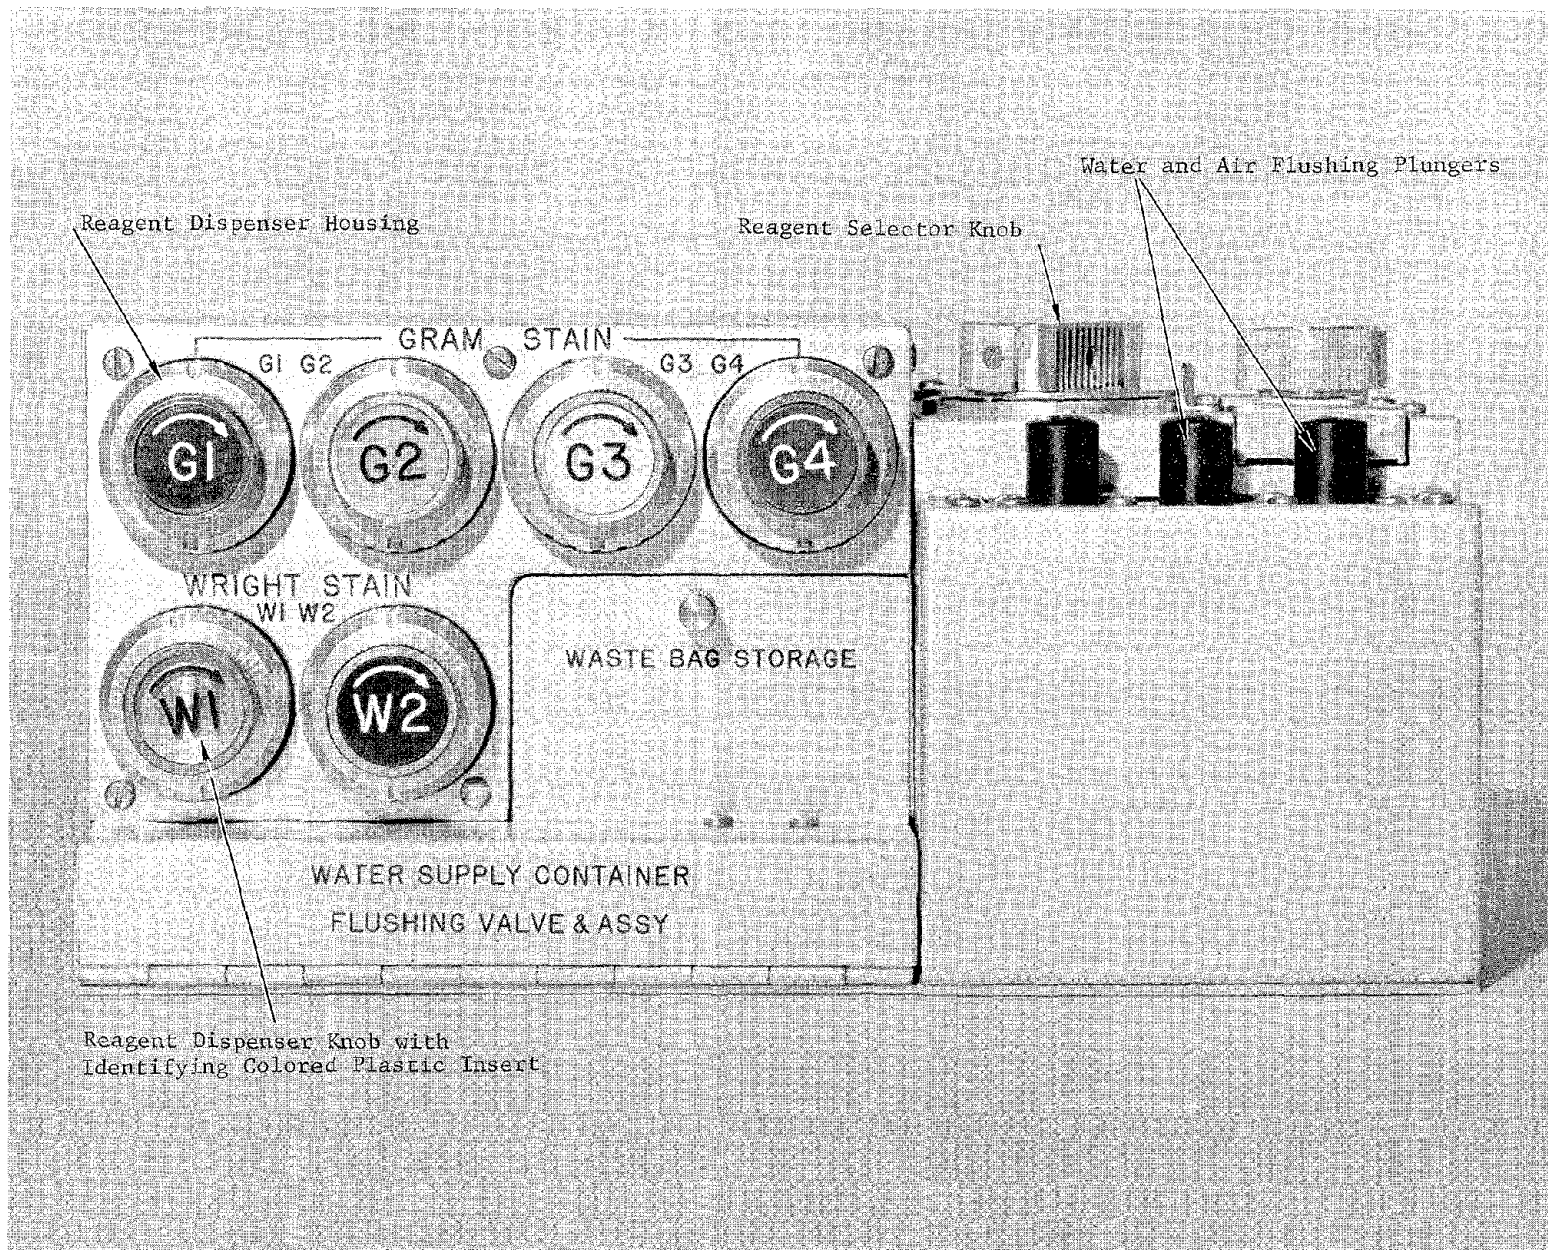 Water and Air Flushing Plungers
Reagent Dispenser Housing
Reagent Selector Knob
GRAM STAIN
G1 G2
G3 G4
G1
G2
G3
G4
WRIGHT STAIN
W1 W2
W1
W2
WASTE BAG STORAGE
WATER SUPPLY CONTAINER
FLUSHING VALVE & ASSY
Reagent Dispenser Knob with
Identifying Colored Plastic Insert